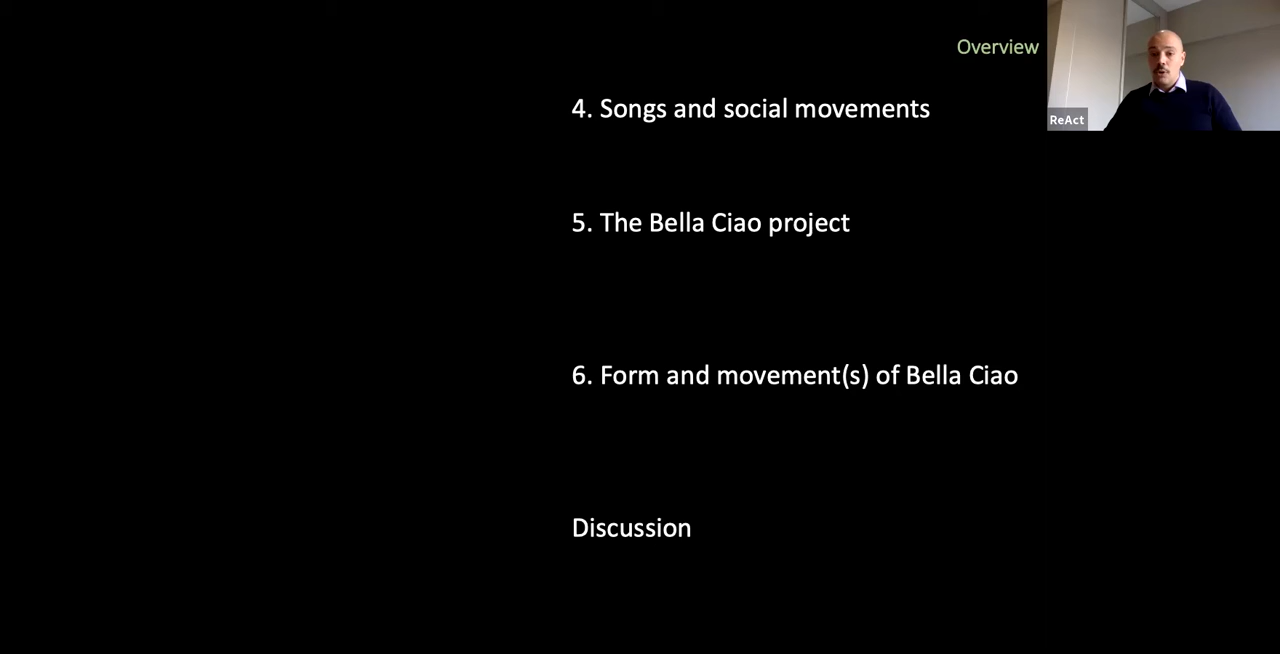 Overview
4. Songs and social movements
ReAct
5. The Bella Ciao project
6. Form and movement(s) of Bella Ciao
Discussion